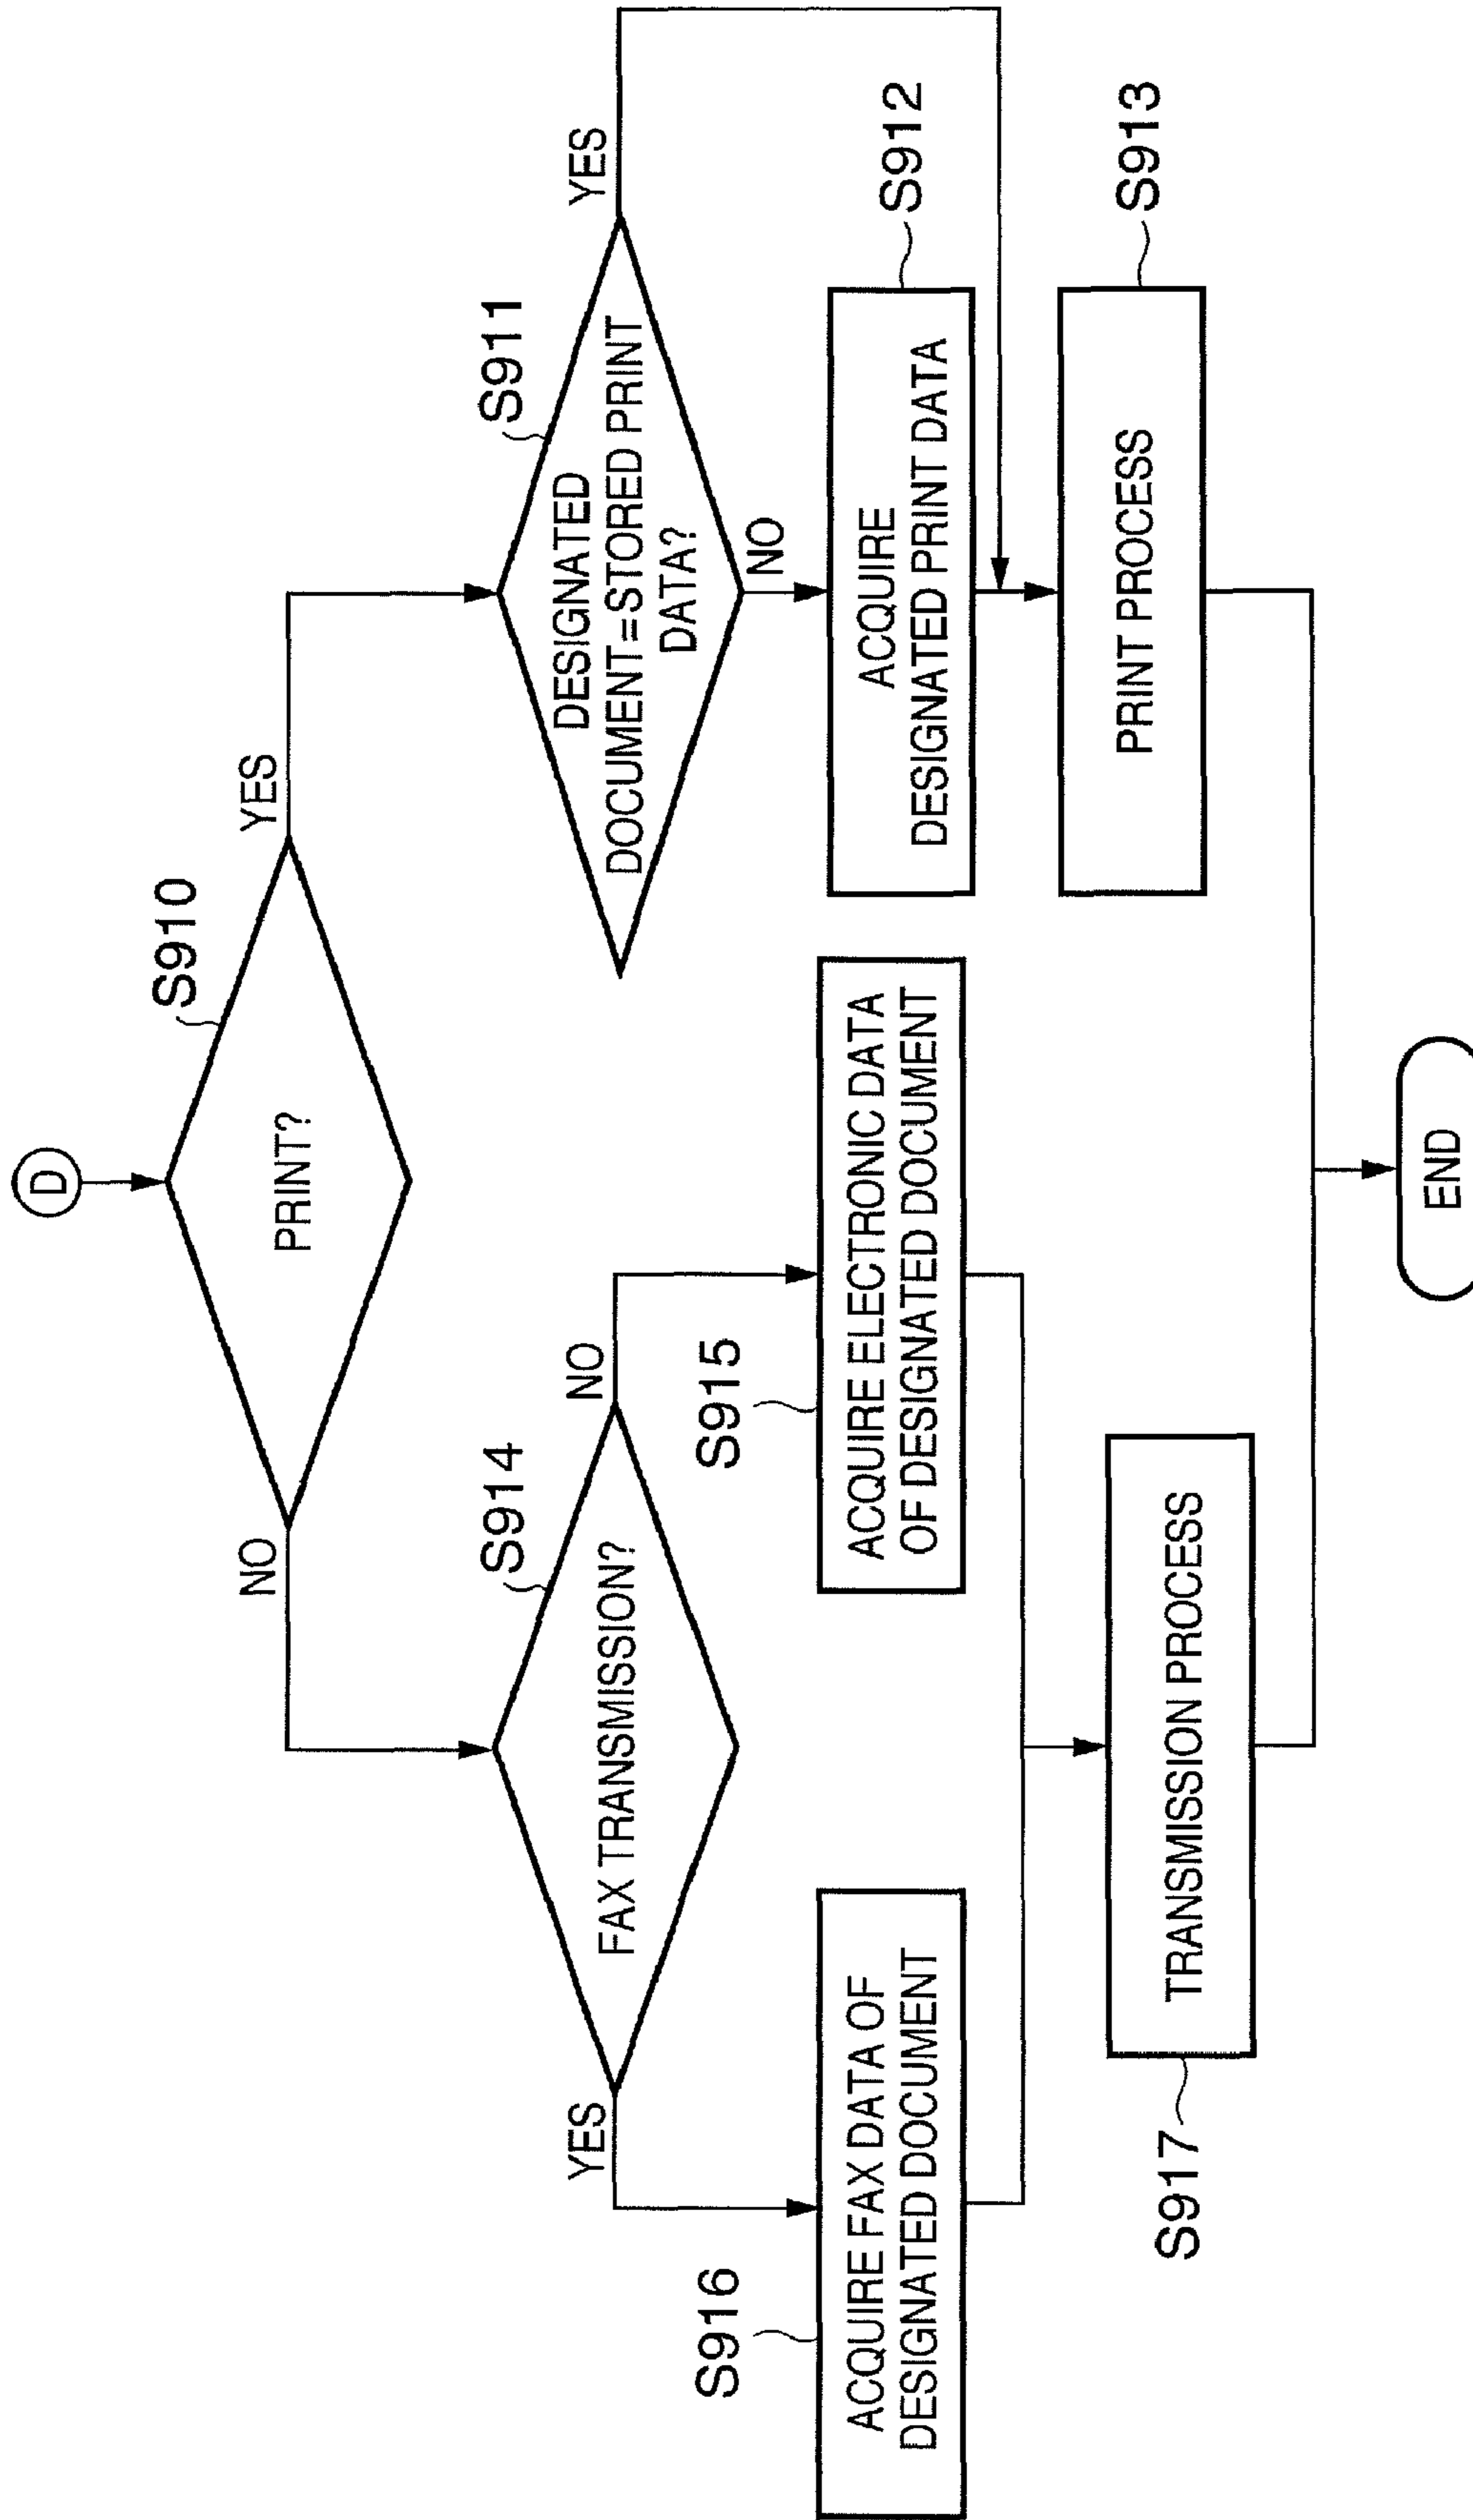 D
S910
PRINT?
NO
YES
S914
FAX TRANSMISSION?
YES
NO
S911
DESIGNATED
DOCUMENT=STORED PRINT
DATA?
YES
NO
S916
ACQUIRE FAX DATA OF
DESIGNATED DOCUMENT
S915
ACQUIRE ELECTRONIC DATA
OF DESIGNATED DOCUMENT
S912
ACQUIRE
DESIGNATED PRINT DATA
S917
TRANSMISSION PROCESS
S913
PRINT PROCESS
END